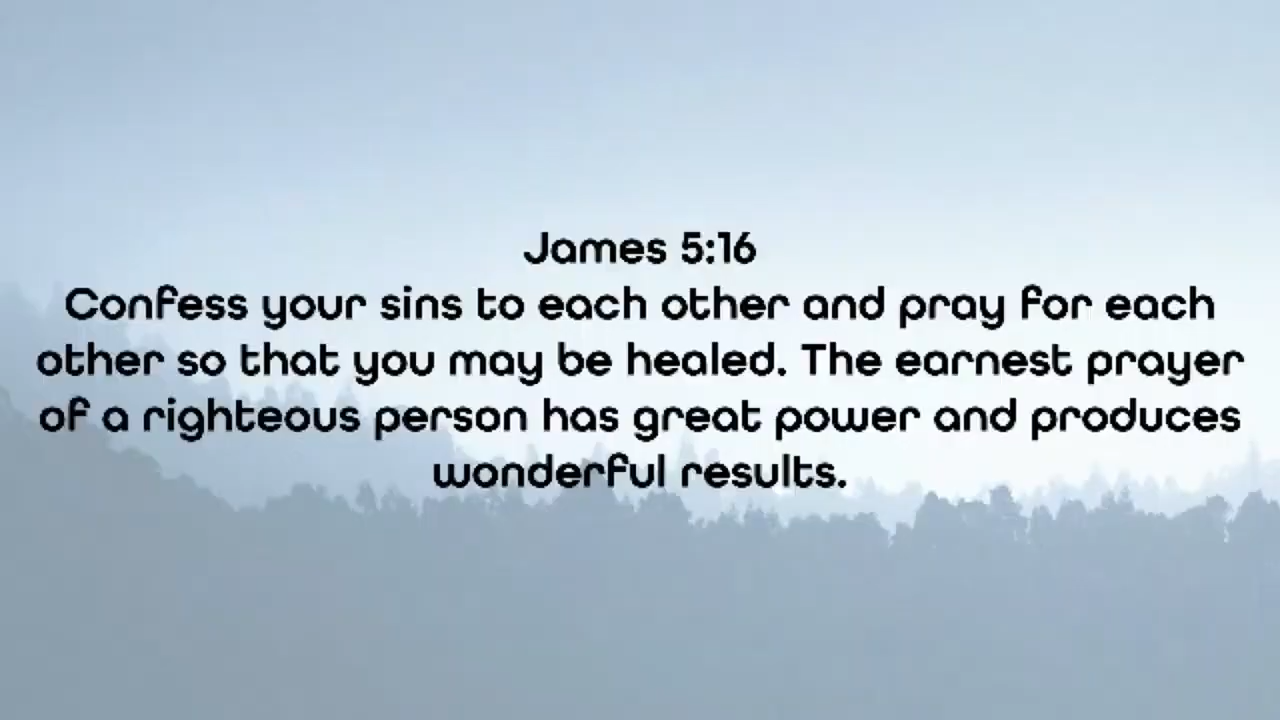 James 5:16
Confess your sins to each other and pray for each
other so that you may be healed. The earnest prayer
of a righteous person has great power and produces
wonderful results.